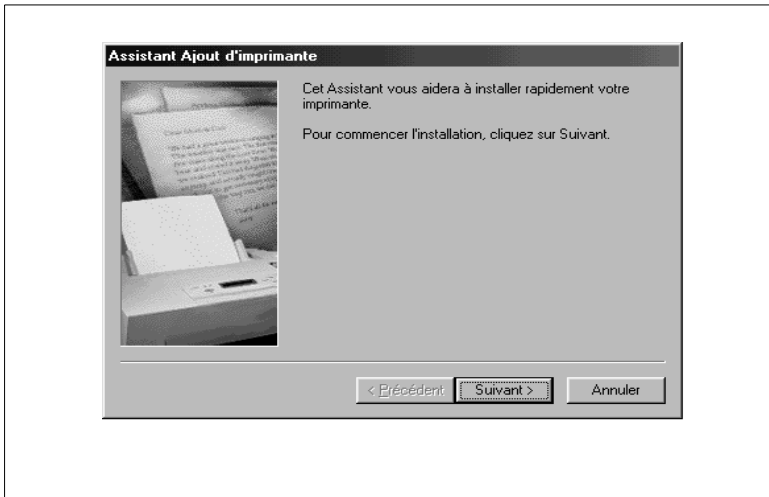 Assistant Ajout d'imprimante
Cet Assistant vous aidera à installer rapidement votre
imprimante.
Pour commencer l'installation, cliquez sur Suivant.
< Précédent
Suivant >
Annuler